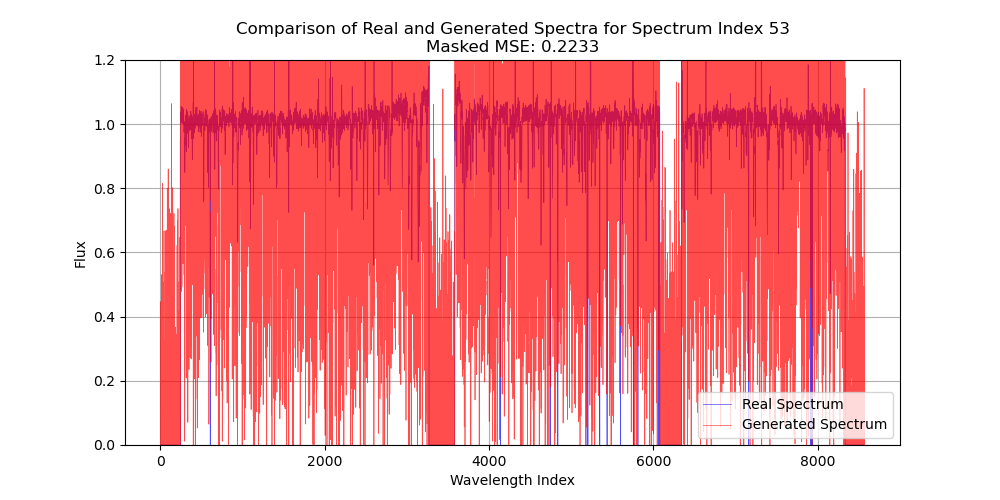 Comparison of Real and Generated Spectra for Spectrum Index 53
Masked MSE: 0.2233
1.2
1.0
0.8
0.6
0.4
0.2
0.0
Flux
Real Spectrum
Generated Spectrum
0 2000 4000 6000 8000
Wavelength Index